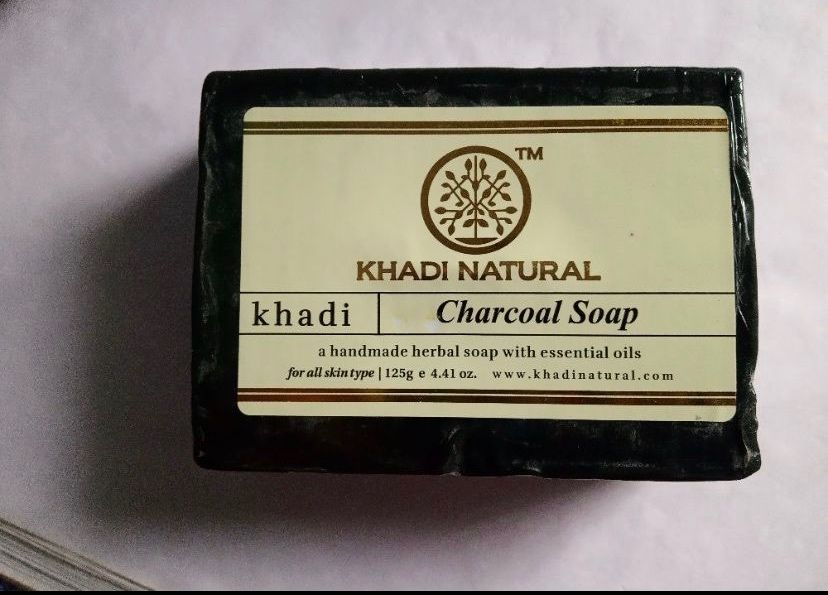 TM
KHADI NATURAL
khadi Charcoal Soap
a handmade herbal soap with essential oils
for all skin type | 125g e 4.41 oz. www.khadinatural.com